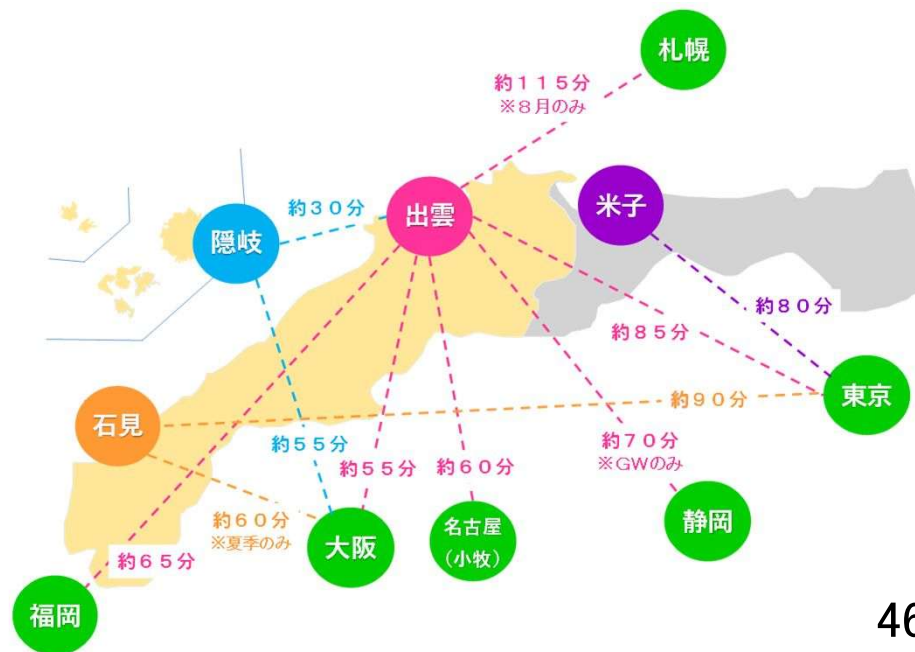 札幌
約１１５分
※８月のみ
隠岐
約３０分
出雲
米子
約８０分
約８５分
東京
石見
約９０分
約５５分
約６０分
※夏季のみ
大阪
約５５分
約６０分
名古屋
（小牧）
約７０分
※GWのみ
静岡
約６５分
福岡
46